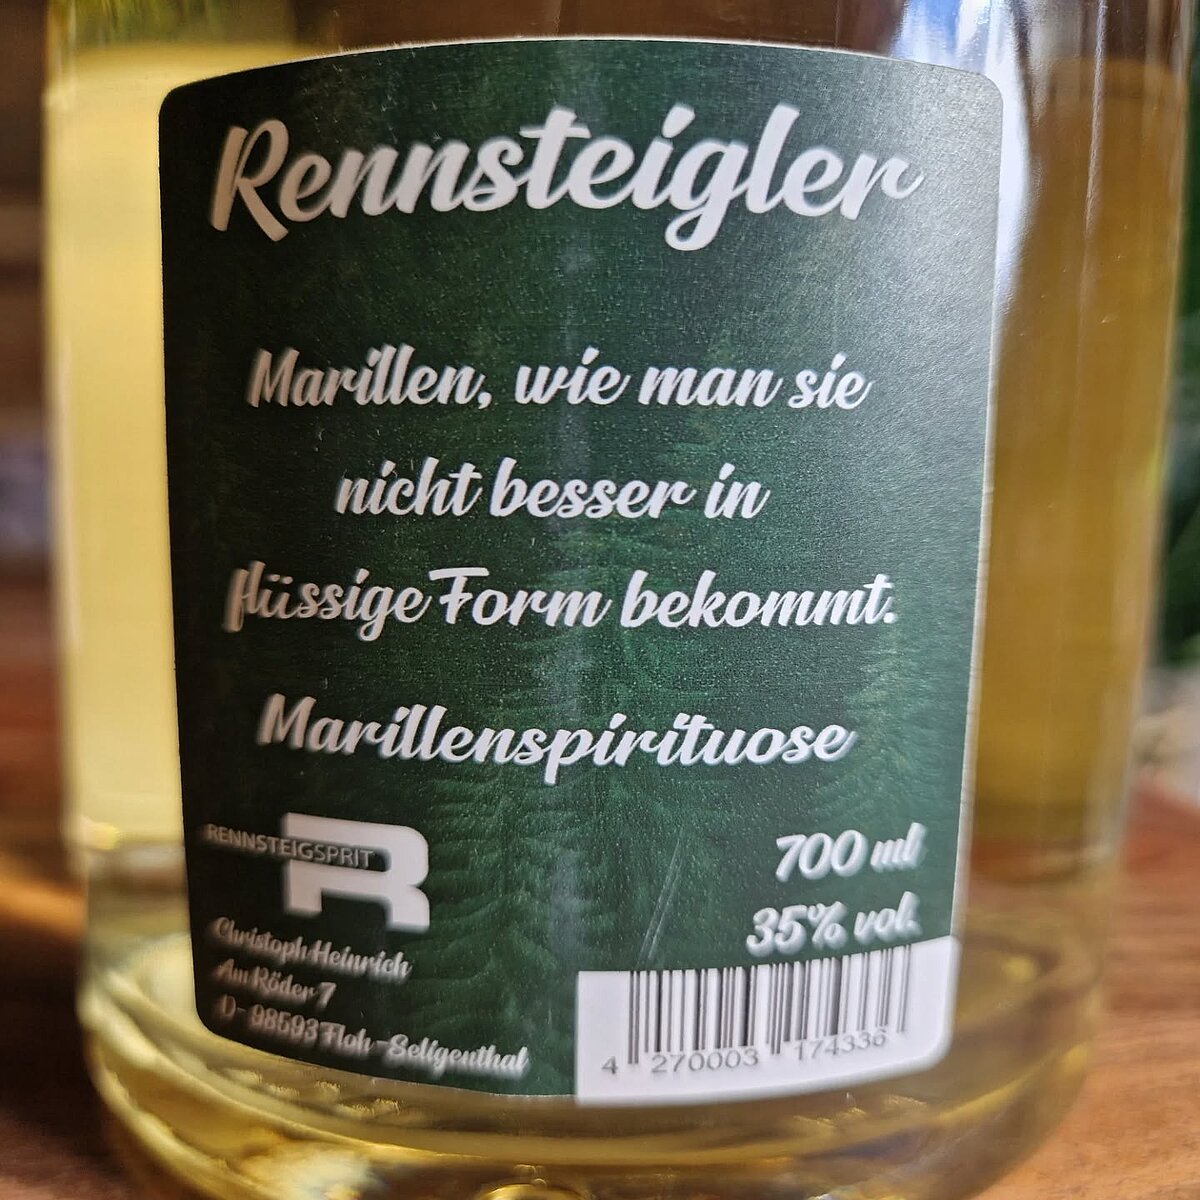 Rennsteigler
Marillen, wie man sie
nicht besser in
flüssige Form bekommt.
Marillenspirituose
RENNSTEIGSPRIT
R
Christoph Heinrich
Am Röder 7
D- 98593 Floh-Seligenthal
700 ml
35% vol.
4 270003 174336